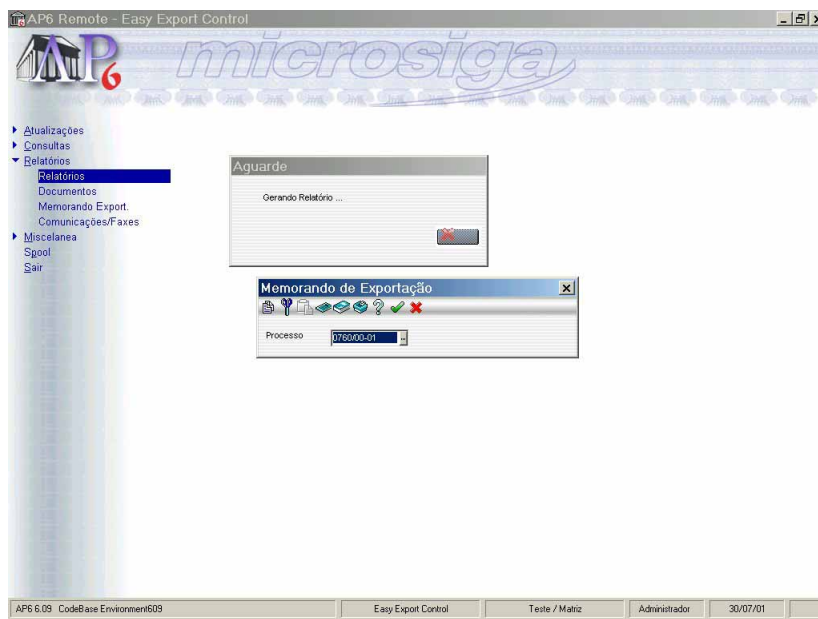 AP6 Remote - Easy Export Control
AP6
microsiga
Atualizações
Consultas
Relatórios
Relatórios
Documentos
Memorando Export.
Comunicações/Faxes
Miscelanea
Spool
Sair
Aguarde
Gerando Relatório ...
Memorando de Exportação
Processo 0760/00-01 ...
AP6 6.09 CodeBase Environment609 Easy Export Control Teste / Matriz Administrador 30/07/01